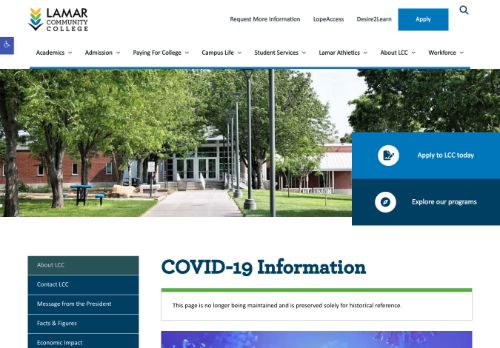 LAMAR
COMMUNITY
COLLEGE
Request More Information
LopeAccess
Desire2Learn
Apply
Academics
Admission
Paying For College
Campus Life
Student Services
Lamar Athletics
About LCC
Workforce
Apply to LCC today
Explore our programs
About LCC
Contact LCC
Message from the President
Facts & Figures
Economic Impact
COVID-19 Information
This page is no longer being maintained and is preserved solely for historical reference.